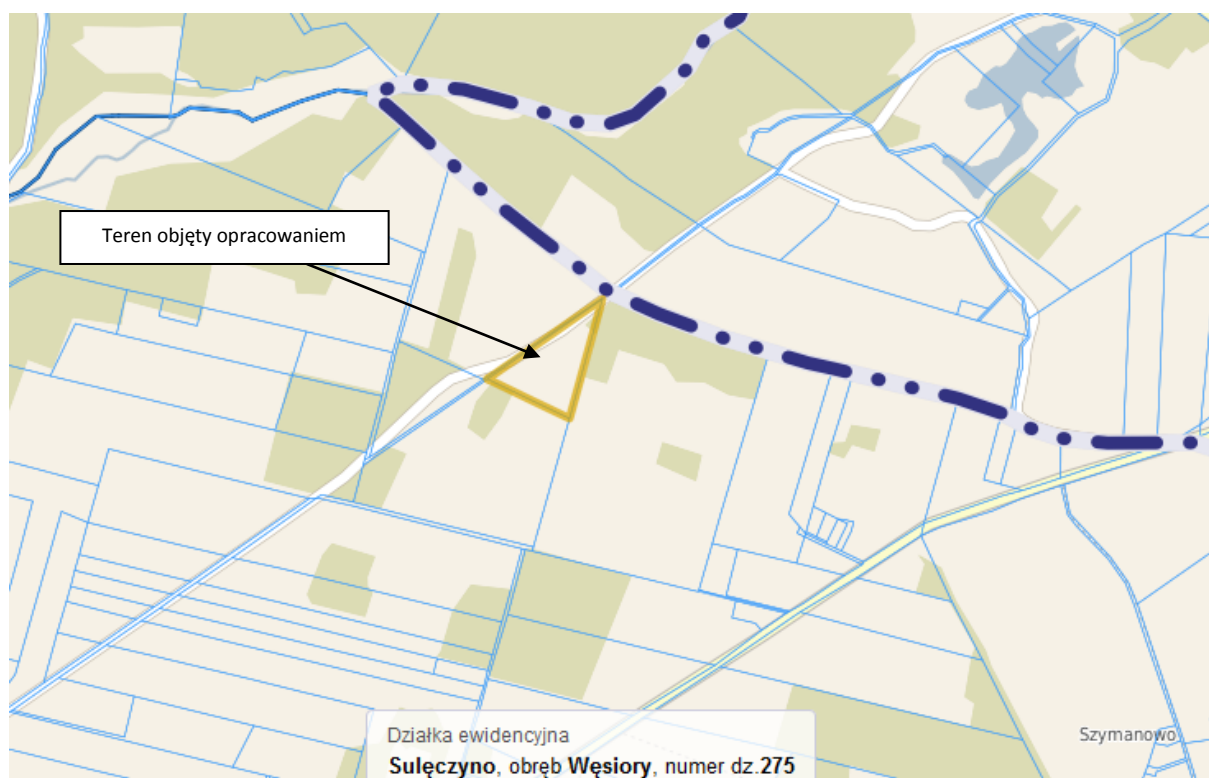 Teren objęty opracowaniem
Szymanowo
Działka ewidencyjna
Sulęczyno, obręb Węsiory, numer dz.275